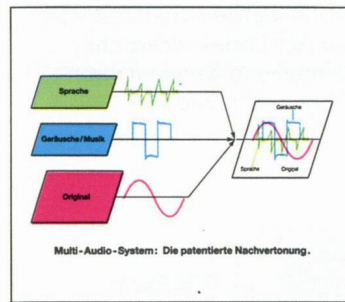 Sprache
Geräusche/Musik
Original
Geräusche
Sprache
Original
Multi-Audio-System: Die patentierte Nachvertonung.